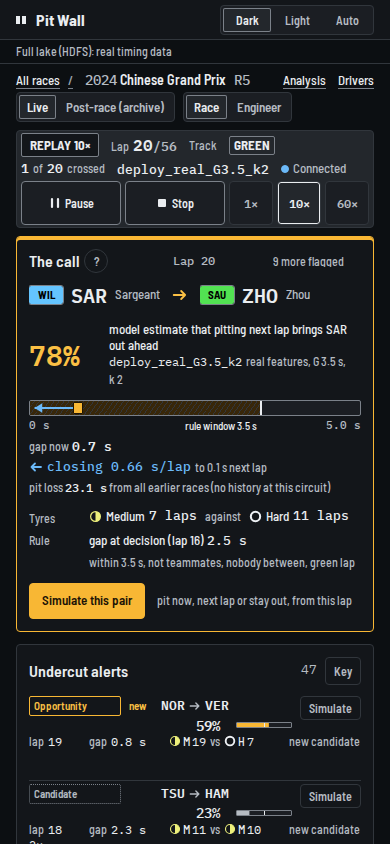 Pit Wall Dark Light Auto
Full lake (HDFS): real timing data
All races / 2024 Chinese Grand Prix R5 Analysis Drivers
Live Post-race (archive) Race Engineer
REPLAY 10× Lap 20/56 Track GREEN
1 of 20 crossed deploy_real_G3.5_k2 Connected
Pause Stop 1× 10× 60×
The call ? Lap 20 9 more flagged
WIL SAR Sargeant → SAU ZHO Zhou
78% model estimate that pitting next lap brings SAR
out ahead
deploy_real_G3.5_k2 real features, G 3.5 s,
k 2
0 s rule window 3.5 s 5.0 s
gap now 0.7 s
← closing 0.66 s/lap to 0.1 s next lap
pit loss 23.1 s from all earlier races (no history at this circuit)
Tyres Medium 7 laps against Hard 11 laps
Rule gap at decision (lap 16) 2.5 s
within 3.5 s, not teammates, nobody between, green lap
Simulate this pair pit now, next lap or stay out, from this lap
Undercut alerts 47 Key
Opportunity new NOR → VER Simulate
59%
lap 19 gap 0.8 s M 19 vs H 7 new candidate
Candidate TSU → HAM Simulate
23%
lap 18 gap 2.3 s M 11 vs M 10 new candidate